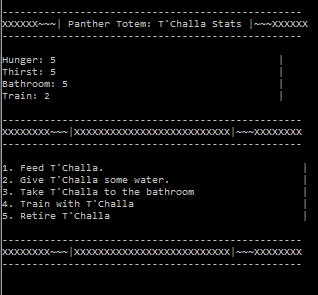 --------------------------------------------------
XXXXXX~~~| Panther Totem: T'Challa Stats |~~~XXXXXX
--------------------------------------------------
Hunger: 5 |
Thirst: 5 |
Bathroom: 5 |
Train: 2 |
--------------------------------------------------
XXXXXXXX~~~|XXXXXXXXXXXXXXXXXXXXXXXXXX|~~~XXXXXXXX
--------------------------------------------------
1. Feed T'Challa. |
2. Give T'Challa some water. |
3. Take T'Challa to the bathroom |
4. Train with T'Challa |
5. Retire T'Challa |
--------------------------------------------------
XXXXXXXX~~~|XXXXXXXXXXXXXXXXXXXXXXXXXX|~~~XXXXXXXX
--------------------------------------------------